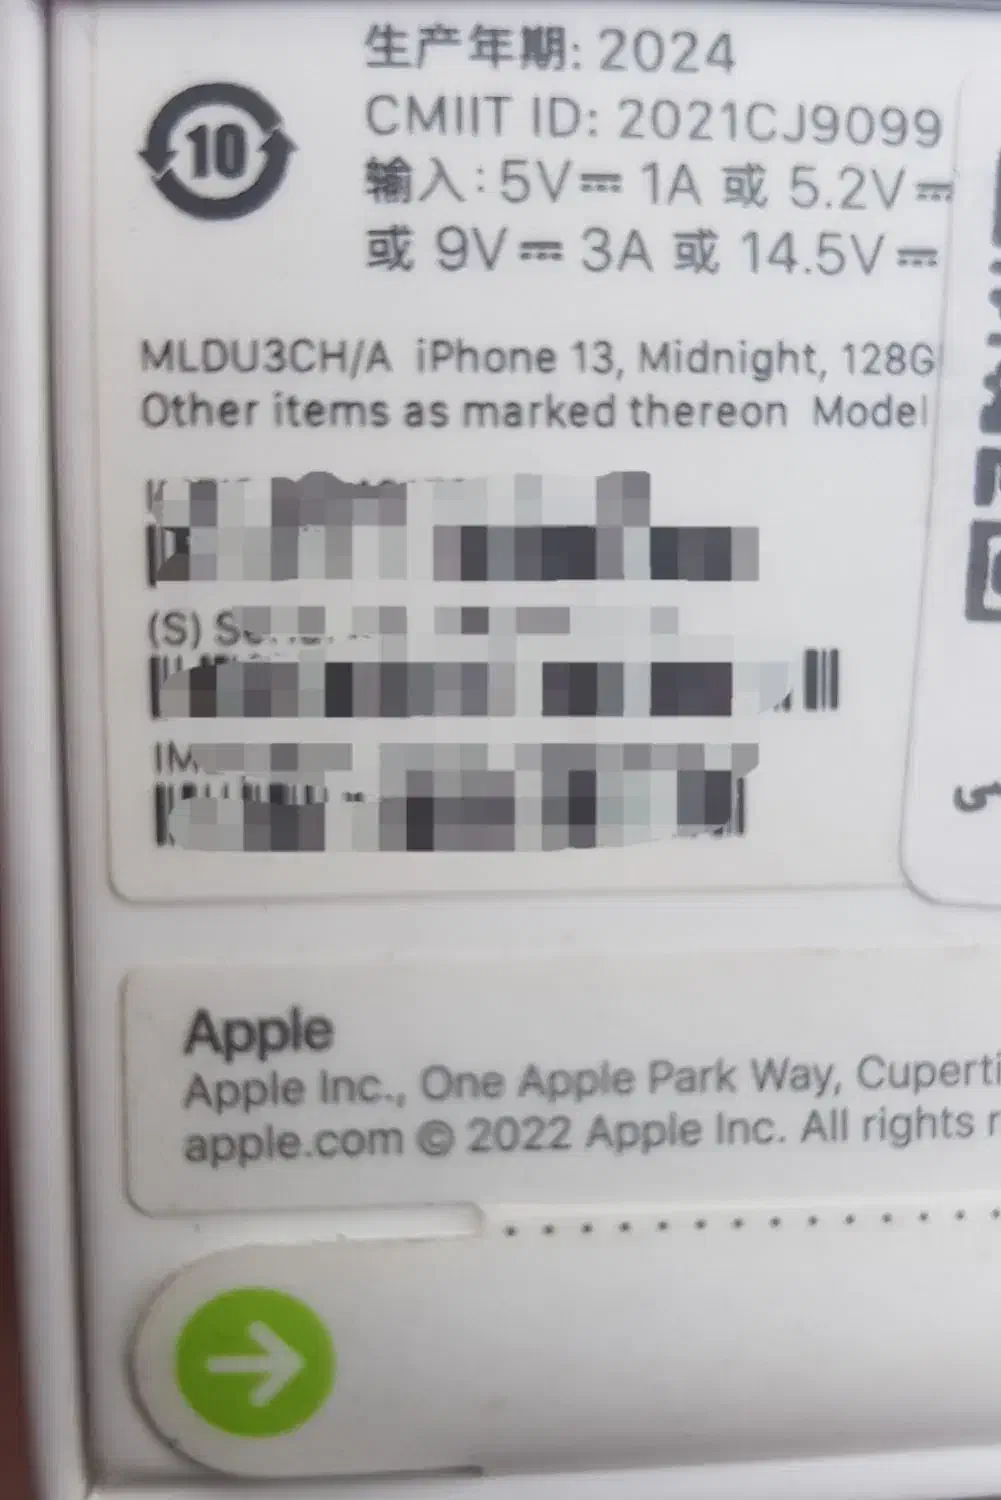 生产年期: 2024
10
CMIIT ID: 2021CJ9099
输入: 5V⎓ 1A 或 5.2V⎓
或 9V⎓ 3A 或 14.5V⎓
MLDU3CH/A iPhone 13, Midnight, 128G
Other items as marked thereon Model
(S)
Apple
Apple Inc., One Apple Park Way, Cuperti
apple.com © 2022 Apple Inc. All rights r